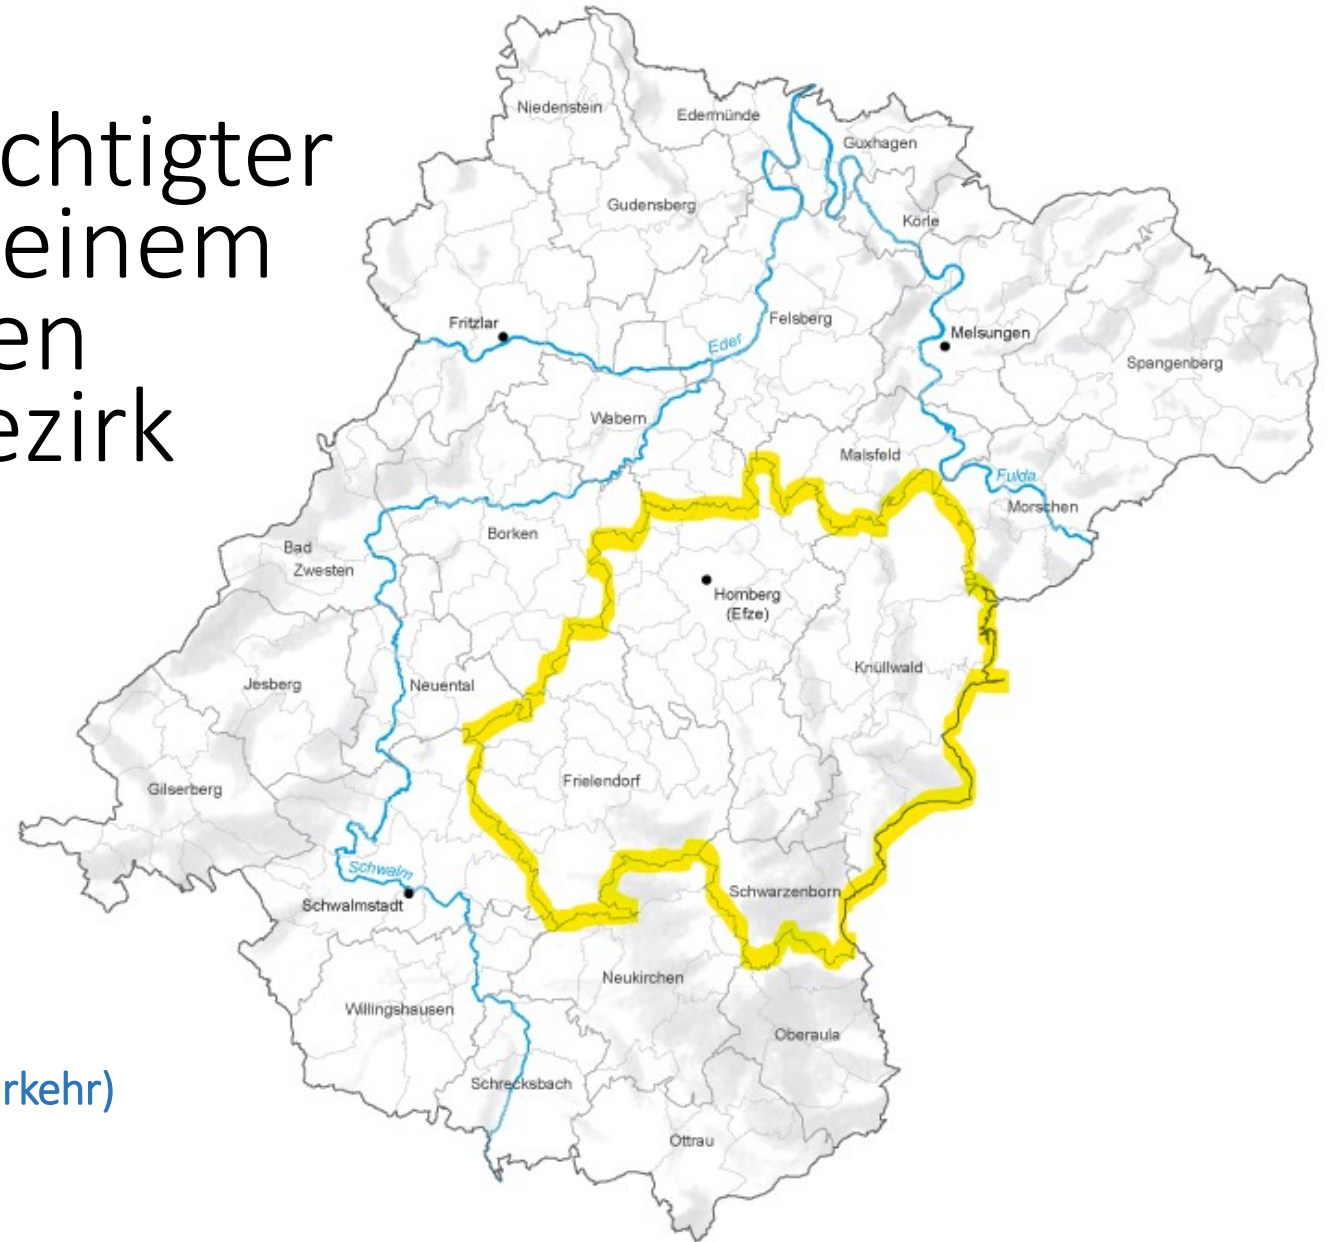 chtigter
einem
en
ezirk
rkehr)
Niedenstein
Edermünde
Guxhagen
Gudensberg
Körle
Fritzlar
Felsberg
Eder
Melsungen
Spangenberg
Wabern
Malsfeld
Fulda
Morschen
Borken
Bad
Zwesten
Homberg
(Efze)
Knüllwald
Jesberg
Neuental
Frielendorf
Gilserberg
Schwalm
Schwarzenborn
Schwalmstadt
Neukirchen
Willingshausen
Oberaula
Schrecksbach
Ottrau